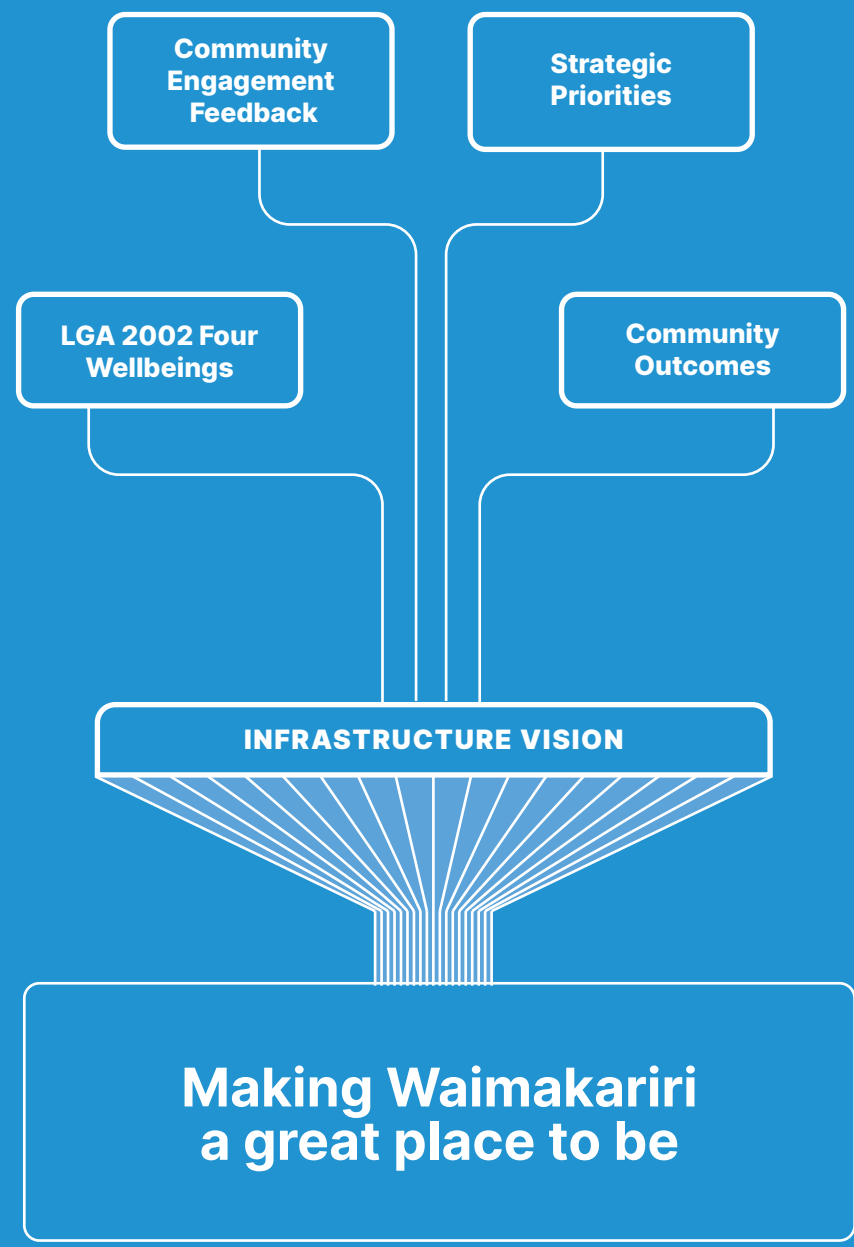 Community
Engagement
Feedback
Strategic
Priorities
LGA 2002 Four
Wellbeings
Community
Outcomes
INFRASTRUCTURE VISION
Making Waimakariri
a great place to be